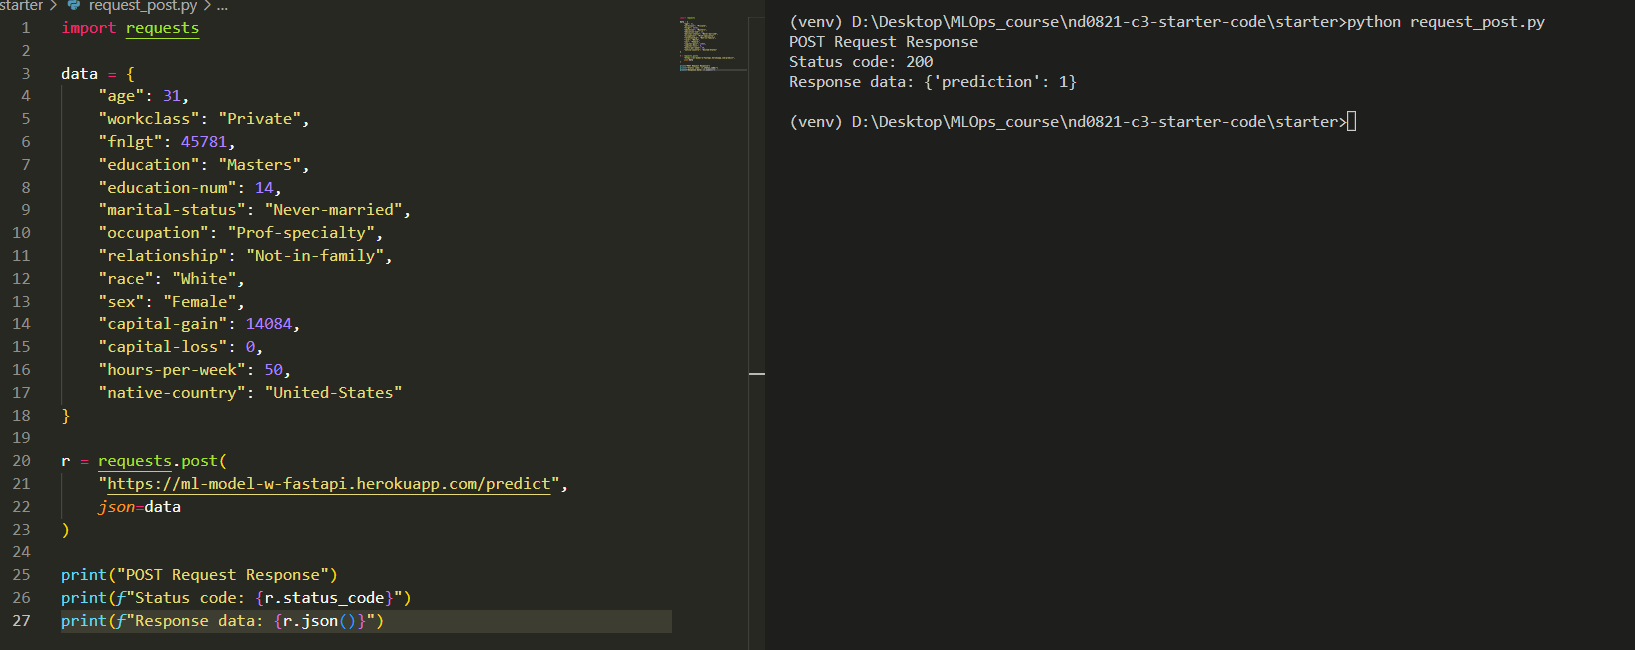 starter > request_post.py > ...
1 import requests
2
3 data = {
4 "age": 31,
5 "workclass": "Private",
6 "fnlgt": 45781,
7 "education": "Masters",
8 "education-num": 14,
9 "marital-status": "Never-married",
10 "occupation": "Prof-specialty",
11 "relationship": "Not-in-family",
12 "race": "White",
13 "sex": "Female",
14 "capital-gain": 14084,
15 "capital-loss": 0,
16 "hours-per-week": 50,
17 "native-country": "United-States"
18 }
19
20 r = requests.post(
21 "https://ml-model-w-fastapi.herokuapp.com/predict",
22 json=data
23 )
24
25 print("POST Request Response")
26 print(f"Status code: {r.status_code}")
27 print(f"Response data: {r.json()}")
(venv) D:\Desktop\MLOps_course\nd0821-c3-starter-code\starter>python request_post.py
POST Request Response
Status code: 200
Response data: {'prediction': 1}
(venv) D:\Desktop\MLOps_course\nd0821-c3-starter-code\starter>